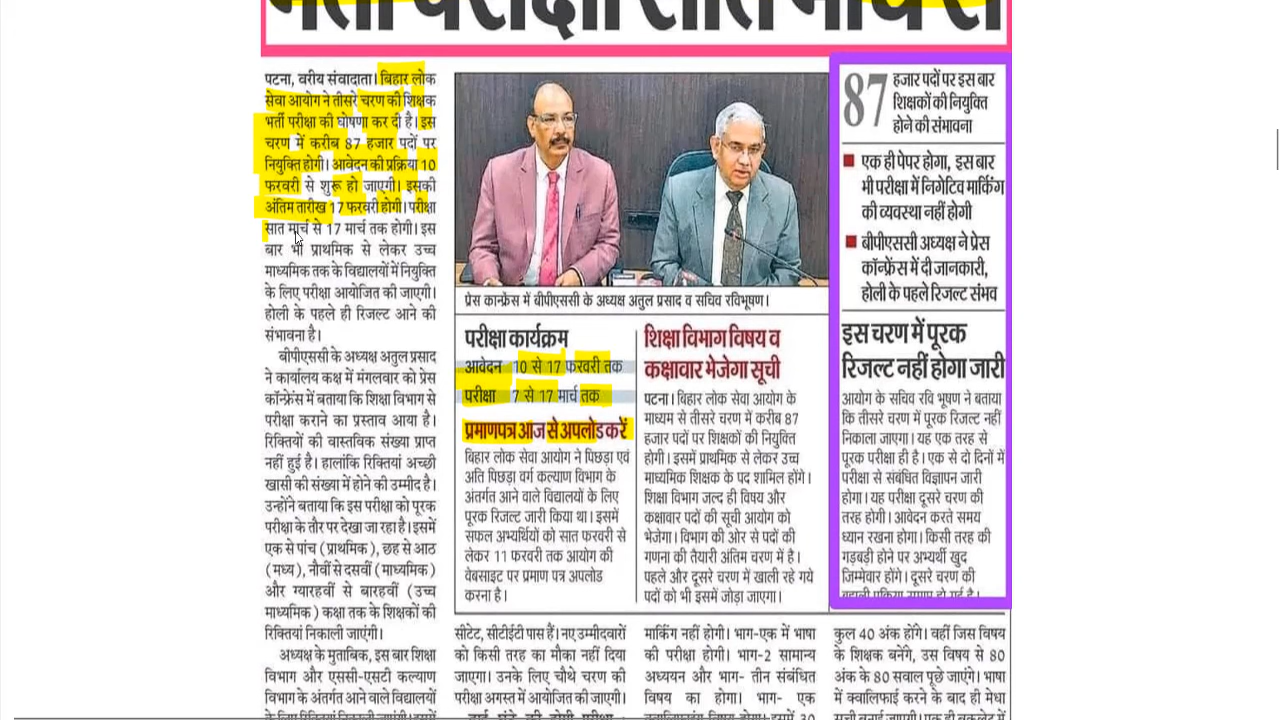 भर्ती परीक्षा सात मार्च से
पटना, वरीय संवादाता। बिहार लोक
सेवा आयोग ने तीसरे चरण की शिक्षक
भर्ती परीक्षा की घोषणा कर दी है। इस
चरण में करीब 87 हजार पदों पर
नियुक्ति होगी। आवेदन की प्रक्रिया 10
फरवरी से शुरू हो जाएगी। इसकी
अंतिम तारीख 17 फरवरी होगी। परीक्षा
सात मार्च से 17 मार्च तक होगी। इस
बार भी प्राथमिक से लेकर उच्च
माध्यमिक तक के विद्यालयों में नियुक्ति
के लिए परीक्षा आयोजित की जाएगी।
होली के पहले ही रिजल्ट आने की
संभावना है।
बीपीएससी के अध्यक्ष अतुल प्रसाद
ने कार्यालय कक्ष में मंगलवार को प्रेस
कॉन्फ्रेंस में बताया कि शिक्षा विभाग से
परीक्षा कराने का प्रस्ताव आया है।
रिक्तियों की वास्तविक संख्या प्राप्त
नहीं हुई है। हालांकि रिक्तियां अच्छी
खासी की संख्या में होने की उम्मीद है।
उन्होंने बताया कि इस परीक्षा को पूरक
परीक्षा के तौर पर देखा जा रहा है। इसमें
एक से पांच (प्राथमिक), छह से आठ
(मध्य), नौवीं से दसवीं (माध्यमिक)
और ग्यारहवीं से बारहवीं (उच्च
माध्यमिक) कक्षा तक के शिक्षकों की
रिक्तियां निकाली जाएंगी।
अध्यक्ष के मुताबिक, इस बार शिक्षा
विभाग और एससी-एसटी कल्याण
विभाग के अंतर्गत आने वाले विद्यालयों
के लिए रिक्तियां निकाली जाएंगी। इसमें
प्रेस कान्फ्रेंस में बीपीएससी के अध्यक्ष अतुल प्रसाद व सचिव रविभूषण।
परीक्षा कार्यक्रम
आवेदन 10 से 17 फरवरी तक
परीक्षा 7 से 17 मार्च तक
प्रमाणपत्र आज से अपलोड करें
बिहार लोक सेवा आयोग ने पिछड़ा एवं
अति पिछड़ा वर्ग कल्याण विभाग के
अंतर्गत आने वाले विद्यालयों के लिए
पूरक रिजल्ट जारी किया था। इसमें
सफल अभ्यर्थियों को सात फरवरी से
लेकर 11 फरवरी तक आयोग की
वेबसाइट पर प्रमाण पत्र अपलोड
करना है।
शिक्षा विभाग विषय व
कक्षावार भेजेगा सूची
पटना। बिहार लोक सेवा आयोग के
माध्यम से तीसरे चरण में करीब 87
हजार पदों पर शिक्षकों की नियुक्ति
होगी। इसमें प्राथमिक से लेकर उच्च
माध्यमिक शिक्षक के पद शामिल होंगे।
शिक्षा विभाग जल्द ही विषय और
कक्षावार पदों की सूची आयोग को
भेजेगा। विभाग की ओर से पदों की
गणना की तैयारी अंतिम चरण में है।
पहले और दूसरे चरण में खाली रह गये
पदों को भी इसमें जोड़ा जाएगा।
87 हजार पदों पर इस बार
शिक्षकों की नियुक्ति
होने की संभावना
एक ही पेपर होगा, इस बार
भी परीक्षा में निगेटिव मार्किंग
की व्यवस्था नहीं होगी
बीपीएससी अध्यक्ष ने प्रेस
कॉन्फ्रेंस में दी जानकारी,
होली के पहले रिजल्ट संभव
इस चरण में पूरक
रिजल्ट नहीं होगा जारी
आयोग के सचिव रवि भूषण ने बताया
कि तीसरे चरण में पूरक रिजल्ट नहीं
निकाला जाएगा। यह एक तरह से
पूरक परीक्षा ही है। एक से दो दिनों में
परीक्षा से संबंधित विज्ञापन जारी
होगा। यह परीक्षा दूसरे चरण की
तरह होगी। आवेदन करते समय
ध्यान रखना होगा। किसी तरह की
गड़बड़ी होने पर अभ्यर्थी खुद
जिम्मेवार होंगे। दूसरे चरण की
बहाली प्रक्रिया समाप्त हो गई है।
सीटेट, सीटीईटी पास हैं। नए उम्मीदवारों
को किसी तरह का मौका नहीं दिया
जाएगा। उनके लिए चौथे चरण की
परीक्षा अगस्त में आयोजित की जाएगी।
मार्किंग नहीं होगी। भाग-एक में भाषा
की परीक्षा होगी। भाग-2 सामान्य
अध्ययन और भाग- तीन संबंधित
विषय का होगा। भाग- एक
कुल 40 अंक होंगे। वहीं जिस विषय
के शिक्षक बनेंगे, उस विषय से 80
अंक के 80 सवाल पूछे जाएंगे। भाषा
में क्वालिफाई करने के बाद ही मेधा